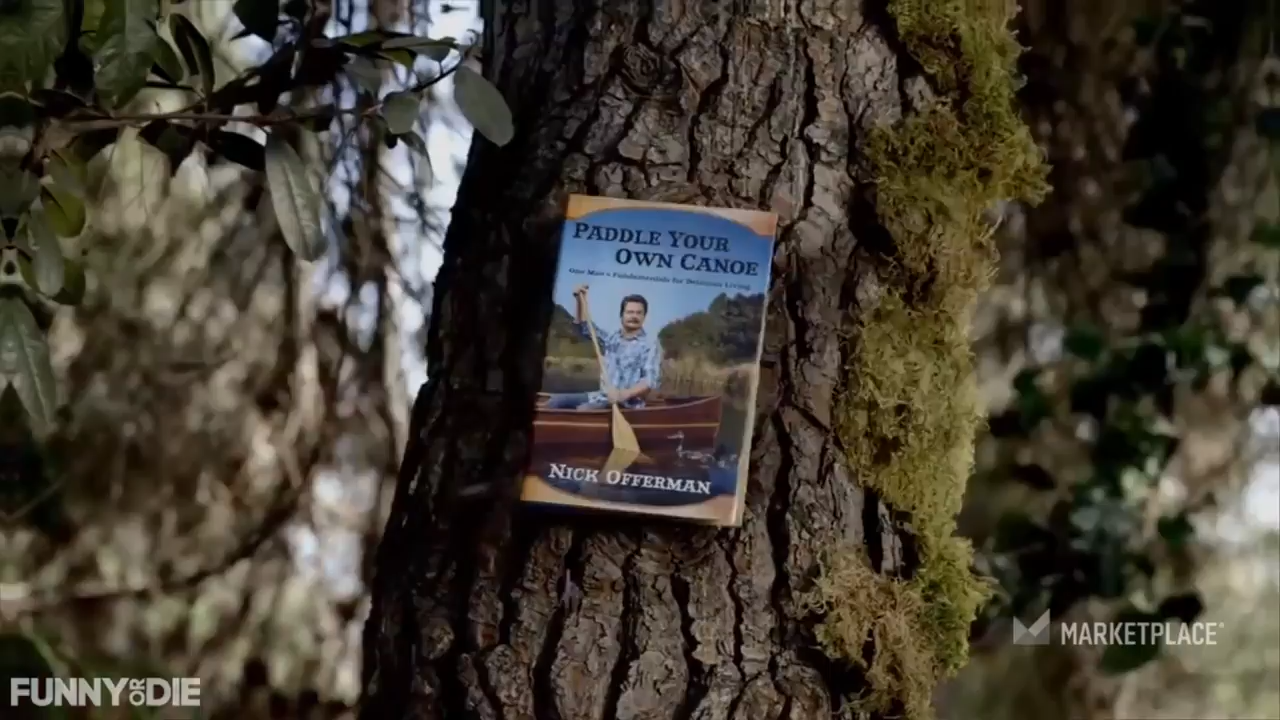 PADDLE YOUR
OWN CANOE
One Man's Fundamentals for Delicious Living
NICK OFFERMAN
MARKETPLACE
FUNNY OR DIE